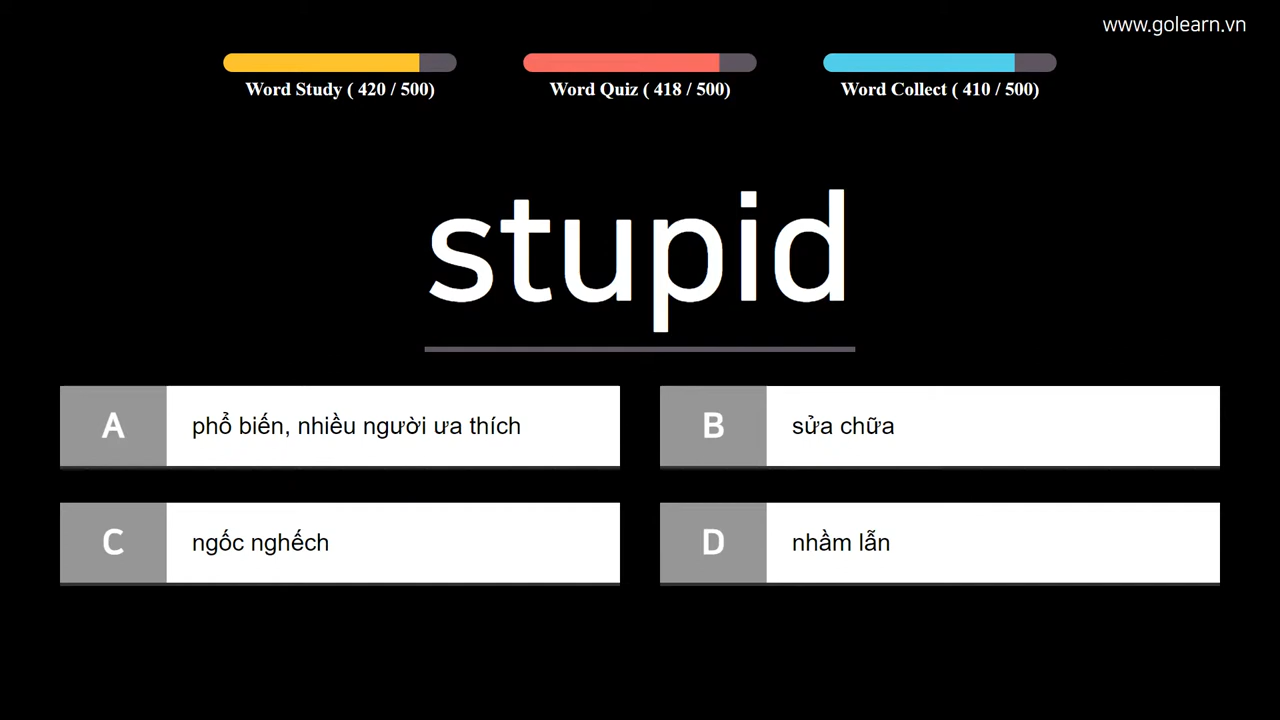 www.golearn.vn
Word Study ( 420 / 500)
Word Quiz ( 418 / 500)
Word Collect ( 410 / 500)
stupid
A phổ biến, nhiều người ưa thích
B sửa chữa
C ngốc nghếch
D nhầm lẫn